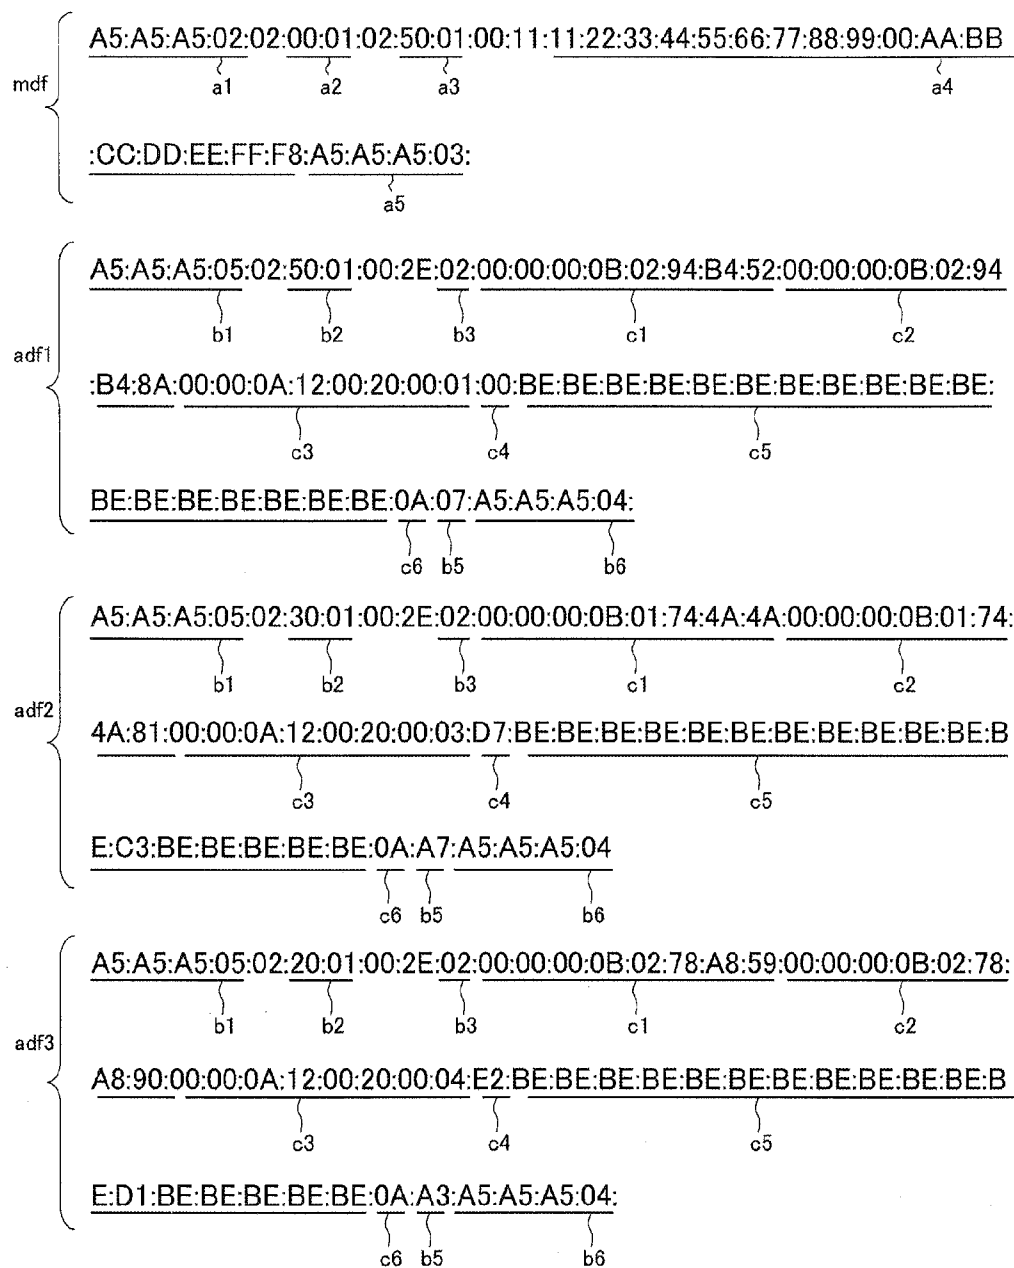 A5:A5:A5:02:02:00:01:02:50:01:00:11:11:22:33:44:55:66:77:88:99:00:AA:BB
a1 a2 a3 a4
mdf
:CC:DD:EE:FF:F8:A5:A5:A5:03:
a5
A5:A5:A5:05:02:50:01:00:2E:02:00:00:00:0B:02:94:B4:52:00:00:00:0B:02:94
b1 b2 b3 c1 c2
adf1
:B4:8A:00:00:0A:12:00:20:00:01:00:BE:BE:BE:BE:BE:BE:BE:BE:BE:BE:BE:
c3 c4 c5
BE:BE:BE:BE:BE:BE:BE:0A:07:A5:A5:A5:04:
c6 b5 b6
A5:A5:A5:05:02:30:01:00:2E:02:00:00:00:0B:01:74:4A:4A:00:00:00:0B:01:74:
b1 b2 b3 c1 c2
adf2
4A:81:00:00:0A:12:00:20:00:03:D7:BE:BE:BE:BE:BE:BE:BE:BE:BE:BE:BE:B
c3 c4 c5
E:C3:BE:BE:BE:BE:BE:0A:A7:A5:A5:A5:04
c6 b5 b6
A5:A5:A5:05:02:20:01:00:2E:02:00:00:00:0B:02:78:A8:59:00:00:00:0B:02:78:
b1 b2 b3 c1 c2
adf3
A8:90:00:00:0A:12:00:20:00:04:E2:BE:BE:BE:BE:BE:BE:BE:BE:BE:BE:BE:B
c3 c4 c5
E:D1:BE:BE:BE:BE:BE:0A:A3:A5:A5:A5:04:
c6 b5 b6